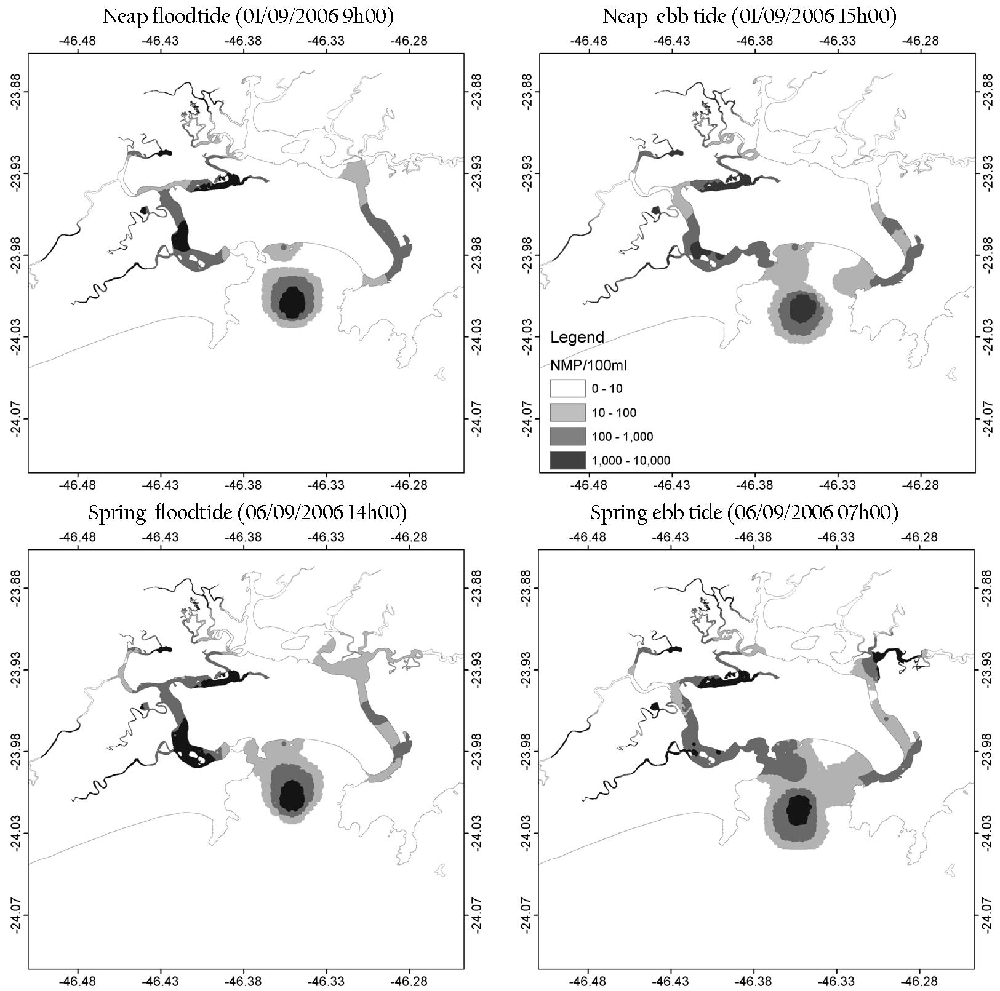 Neap floodtide (01/09/2006 9h00)
-46.48 -46.43 -46.38 -46.33 -46.28
-23.88 -23.88
-23.93 -23.93
-23.98 -23.98
-24.03 -24.03
-24.07 -24.07
-46.48 -46.43 -46.38 -46.33 -46.28
Neap ebb tide (01/09/2006 15h00)
-46.48 -46.43 -46.38 -46.33 -46.28
-23.88 -23.88
-23.93 -23.93
-23.98 -23.98
-24.03 -24.03
Legend
NMP/100ml
0 - 10
10 - 100
-24.07 -24.07
100 - 1,000
1,000 - 10,000
-46.48 -46.43 -46.38 -46.33 -46.28
Spring floodtide (06/09/2006 14h00)
-46.48 -46.43 -46.38 -46.33 -46.28
-23.88 -23.88
-23.93 -23.93
-23.98 -23.98
-24.03 -24.03
-24.07 -24.07
-46.48 -46.43 -46.38 -46.33 -46.28
Spring ebb tide (06/09/2006 07h00)
-46.48 -46.43 -46.38 -46.33 -46.28
-23.88 -23.88
-23.93 -23.93
-23.98 -23.98
-24.03 -24.03
-24.07 -24.07
-46.48 -46.43 -46.38 -46.33 -46.28